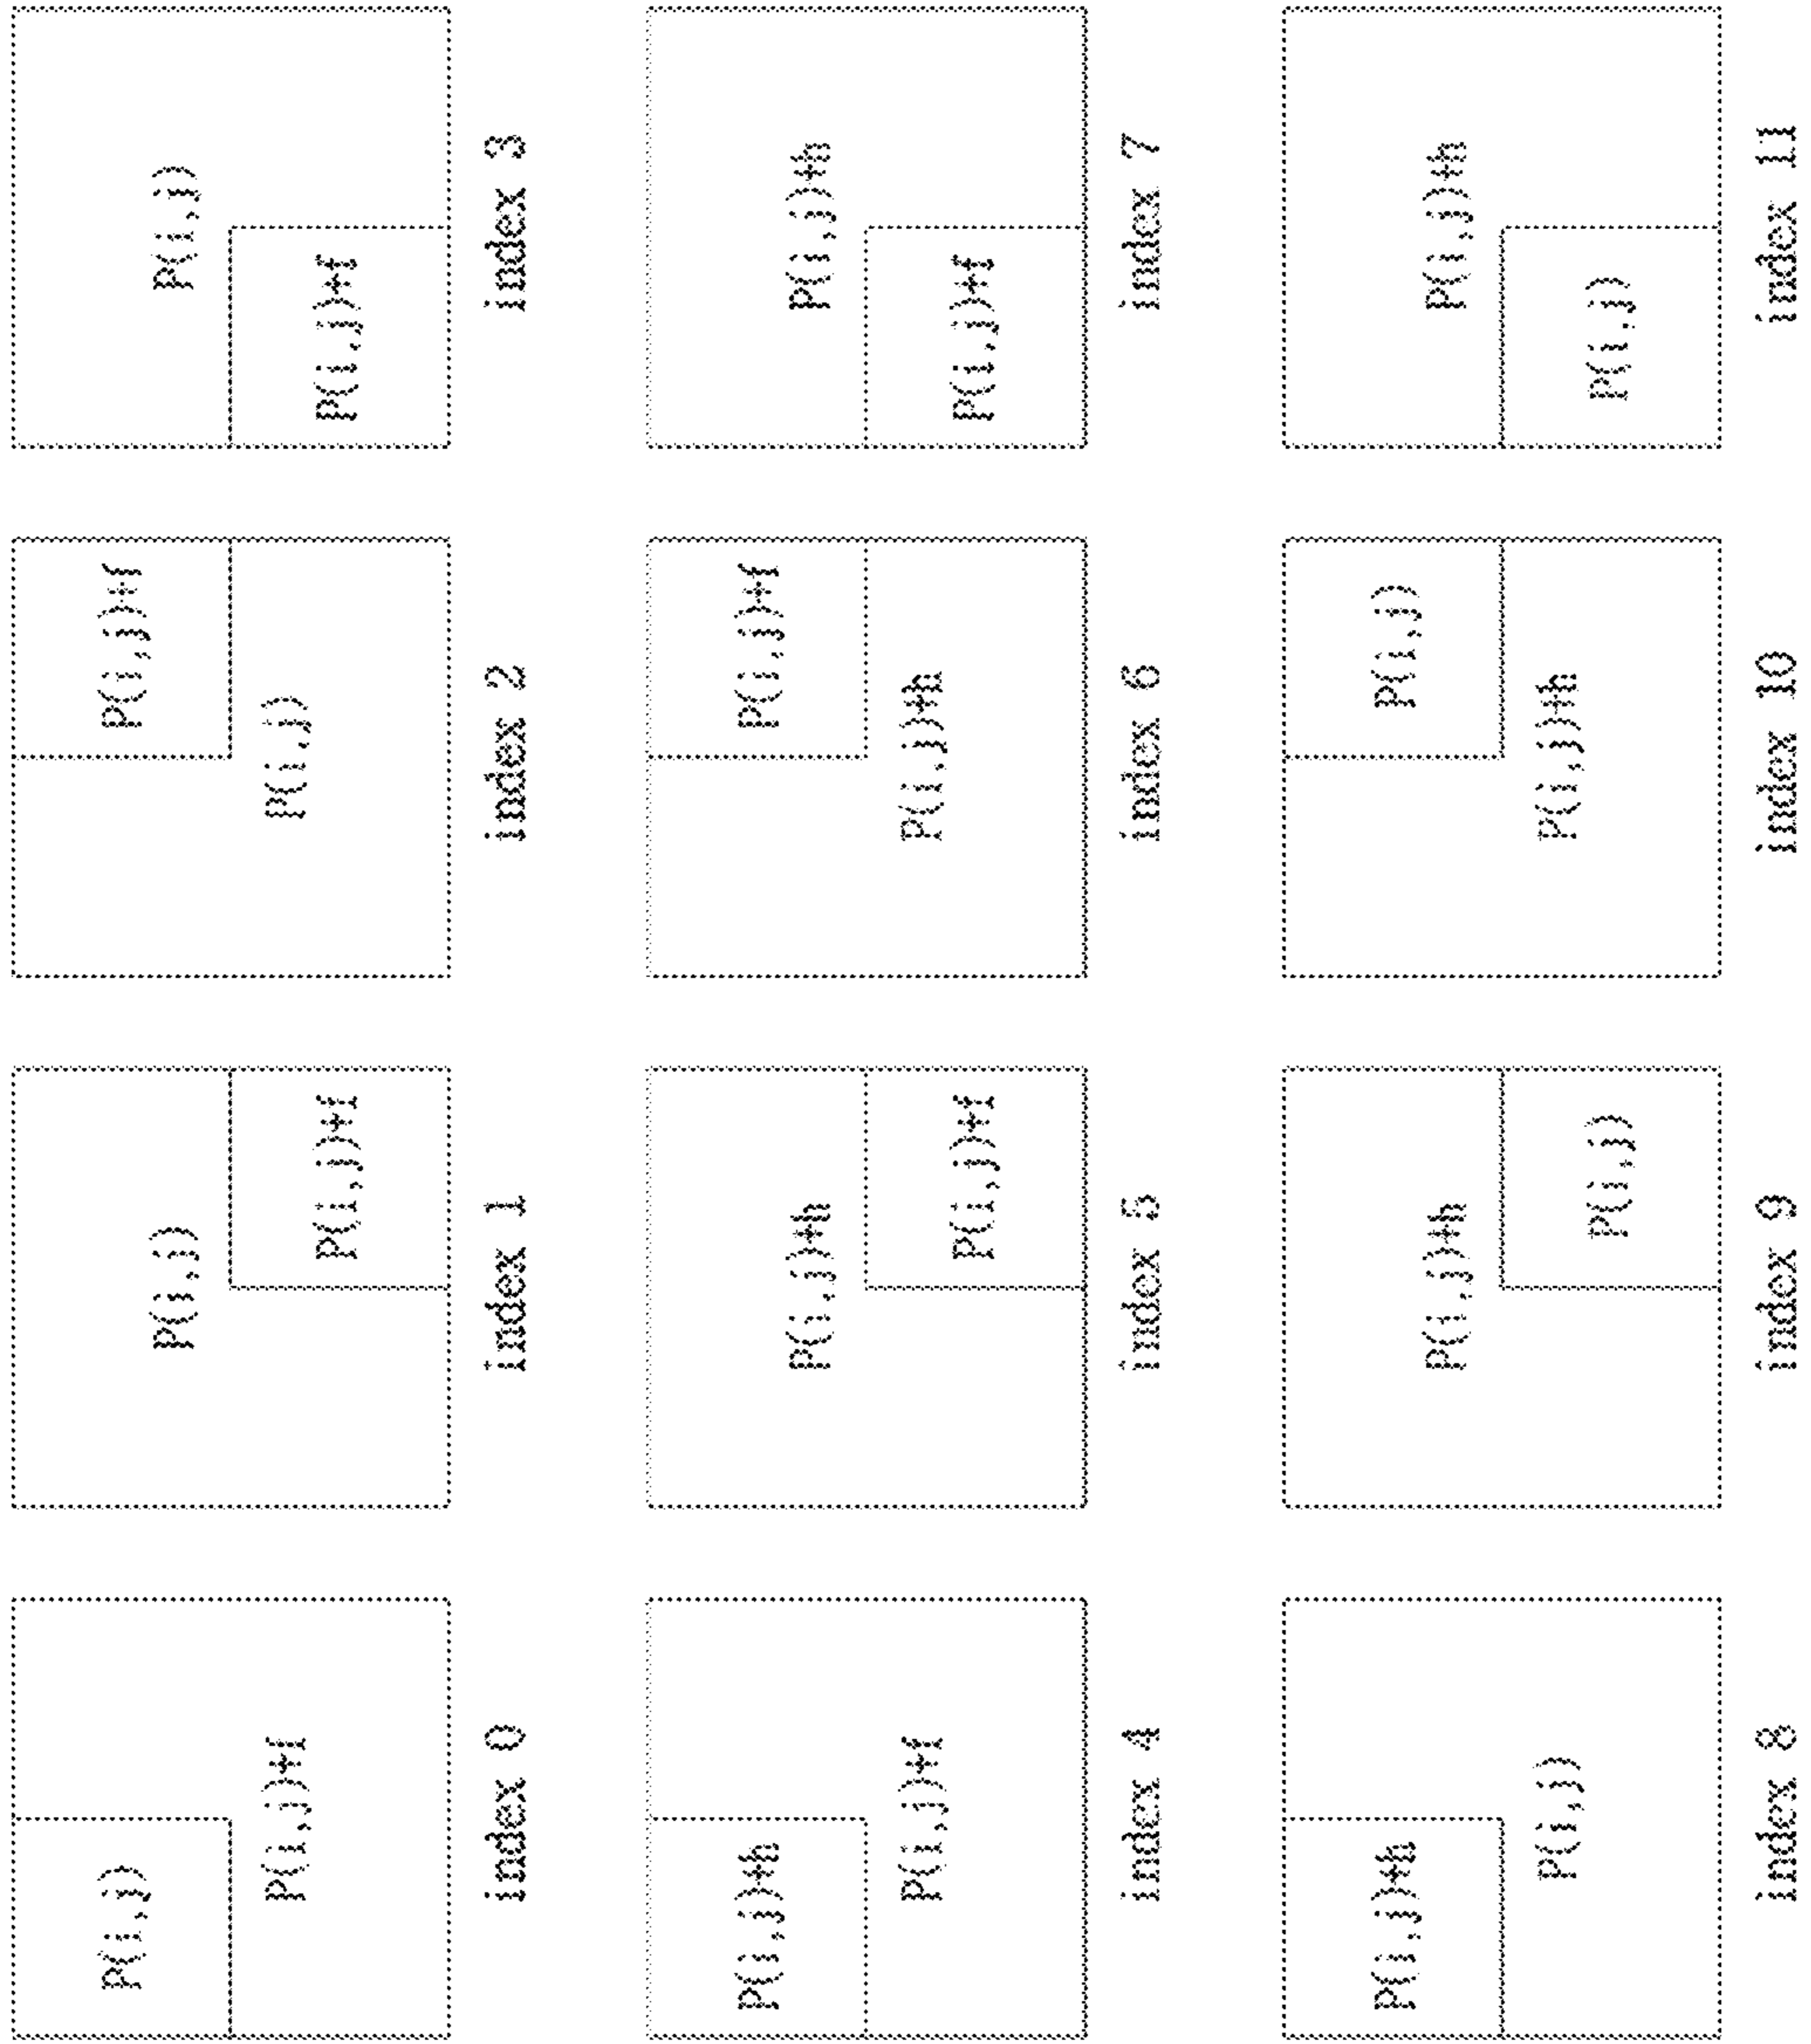 P(i,j)
P(i,j)+f
index 0
P(i,j)
P(i,j)+f
index 1
P(i,j)+f
P(i,j)
index 2
P(i,j)
P(i,j)+f
index 3
P(i,j)+h
P(i,j)+f
index 4
P(i,j)+h
P(i,j)+f
index 5
P(i,j)+f
P(i,j)+h
index 6
P(i,j)+h
P(i,j)+f
index 7
P(i,j)+h
P(i,j)
index 8
P(i,j)+h
P(i,j)
index 9
P(i,j)
P(i,j)+h
index 10
P(i,j)+h
P(i,j)
index 11